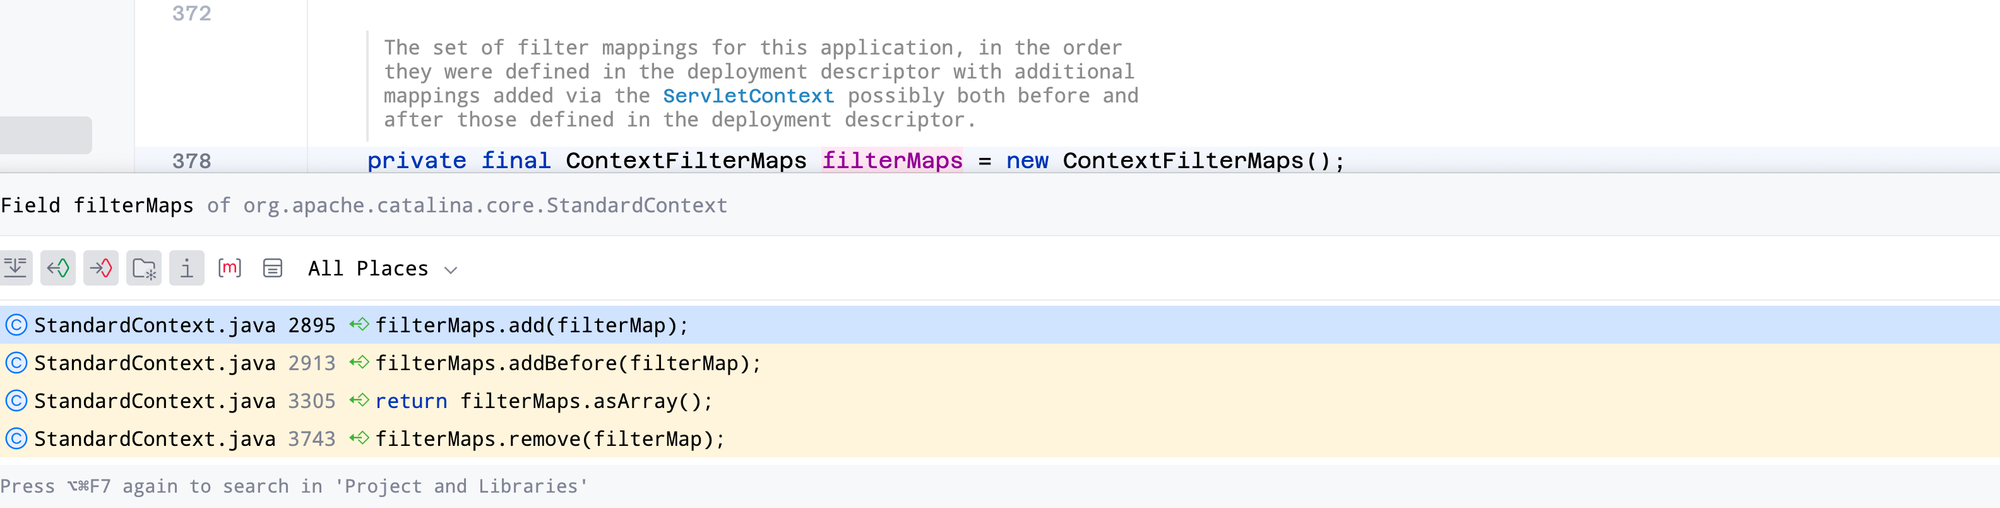 372
The set of filter mappings for this application, in the order
they were defined in the deployment descriptor with additional
mappings added via the ServletContext possibly both before and
after those defined in the deployment descriptor.
378 private final ContextFilterMaps filterMaps = new ContextFilterMaps();
Field filterMaps of org.apache.catalina.core.StandardContext
i [m] All Places
C StandardContext.java 2895 filterMaps.add(filterMap);
C StandardContext.java 2913 filterMaps.addBefore(filterMap);
C StandardContext.java 3305 return filterMaps.asArray();
C StandardContext.java 3743 filterMaps.remove(filterMap);
Press ⌥⌘F7 again to search in 'Project and Libraries'